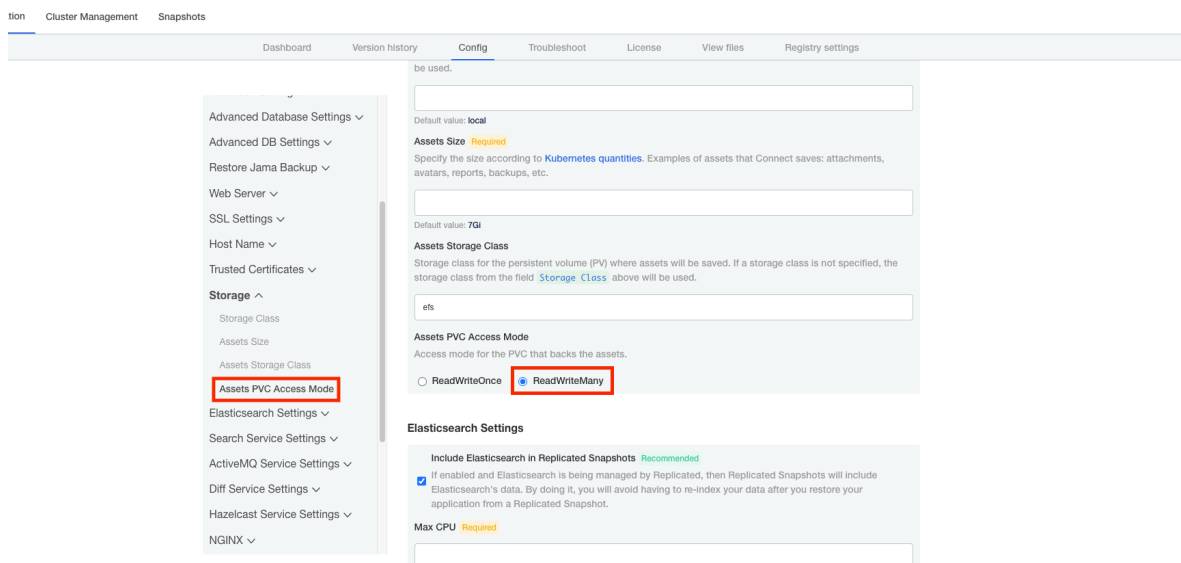 tion Cluster Management Snapshots
Dashboard Version history Config Troubleshoot License View files Registry settings
Advanced Database Settings
Advanced DB Settings
Restore Jama Backup
Web Server
SSL Settings
Host Name
Trusted Certificates
Storage
Storage Class
Assets Size
Assets Storage Class
Assets PVC Access Mode
Elasticsearch Settings
Search Service Settings
ActiveMQ Service Settings
Diff Service Settings
Hazelcast Service Settings
NGINX
be used.
Default value: local
Assets Size Required
Specify the size according to Kubernetes quantities. Examples of assets that Connect saves: attachments,
avatars, reports, backups, etc.
Default value: 7Gi
Assets Storage Class
Storage class for the persistent volume (PV) where assets will be saved. If a storage class is not specified, the
storage class from the field Storage Class above will be used.
efs
Assets PVC Access Mode
Access mode for the PVC that backs the assets.
ReadWriteOnce ReadWriteMany
Elasticsearch Settings
Include Elasticsearch in Replicated Snapshots Recommended
If enabled and Elasticsearch is being managed by Replicated, then Replicated Snapshots will include
Elasticsearch's data. By doing it, you will avoid having to re-index your data after you restore your
application from a Replicated Snapshot.
Max CPU Required